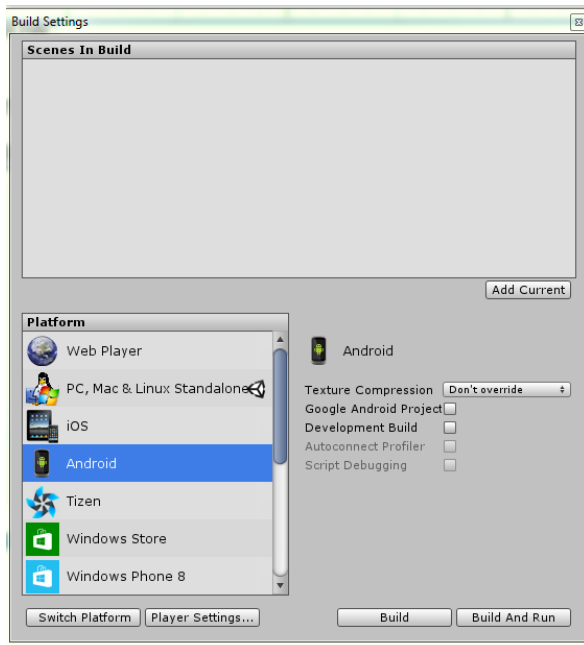 Build Settings
Scenes In Build
Add Current
Platform
Web Player
PC, Mac & Linux Standalone
iOS
Android
Tizen
Windows Store
Windows Phone 8
Android
Texture Compression Don't override
Google Android Project
Development Build
Autoconnect Profiler
Script Debugging
Switch Platform Player Settings... Build Build And Run